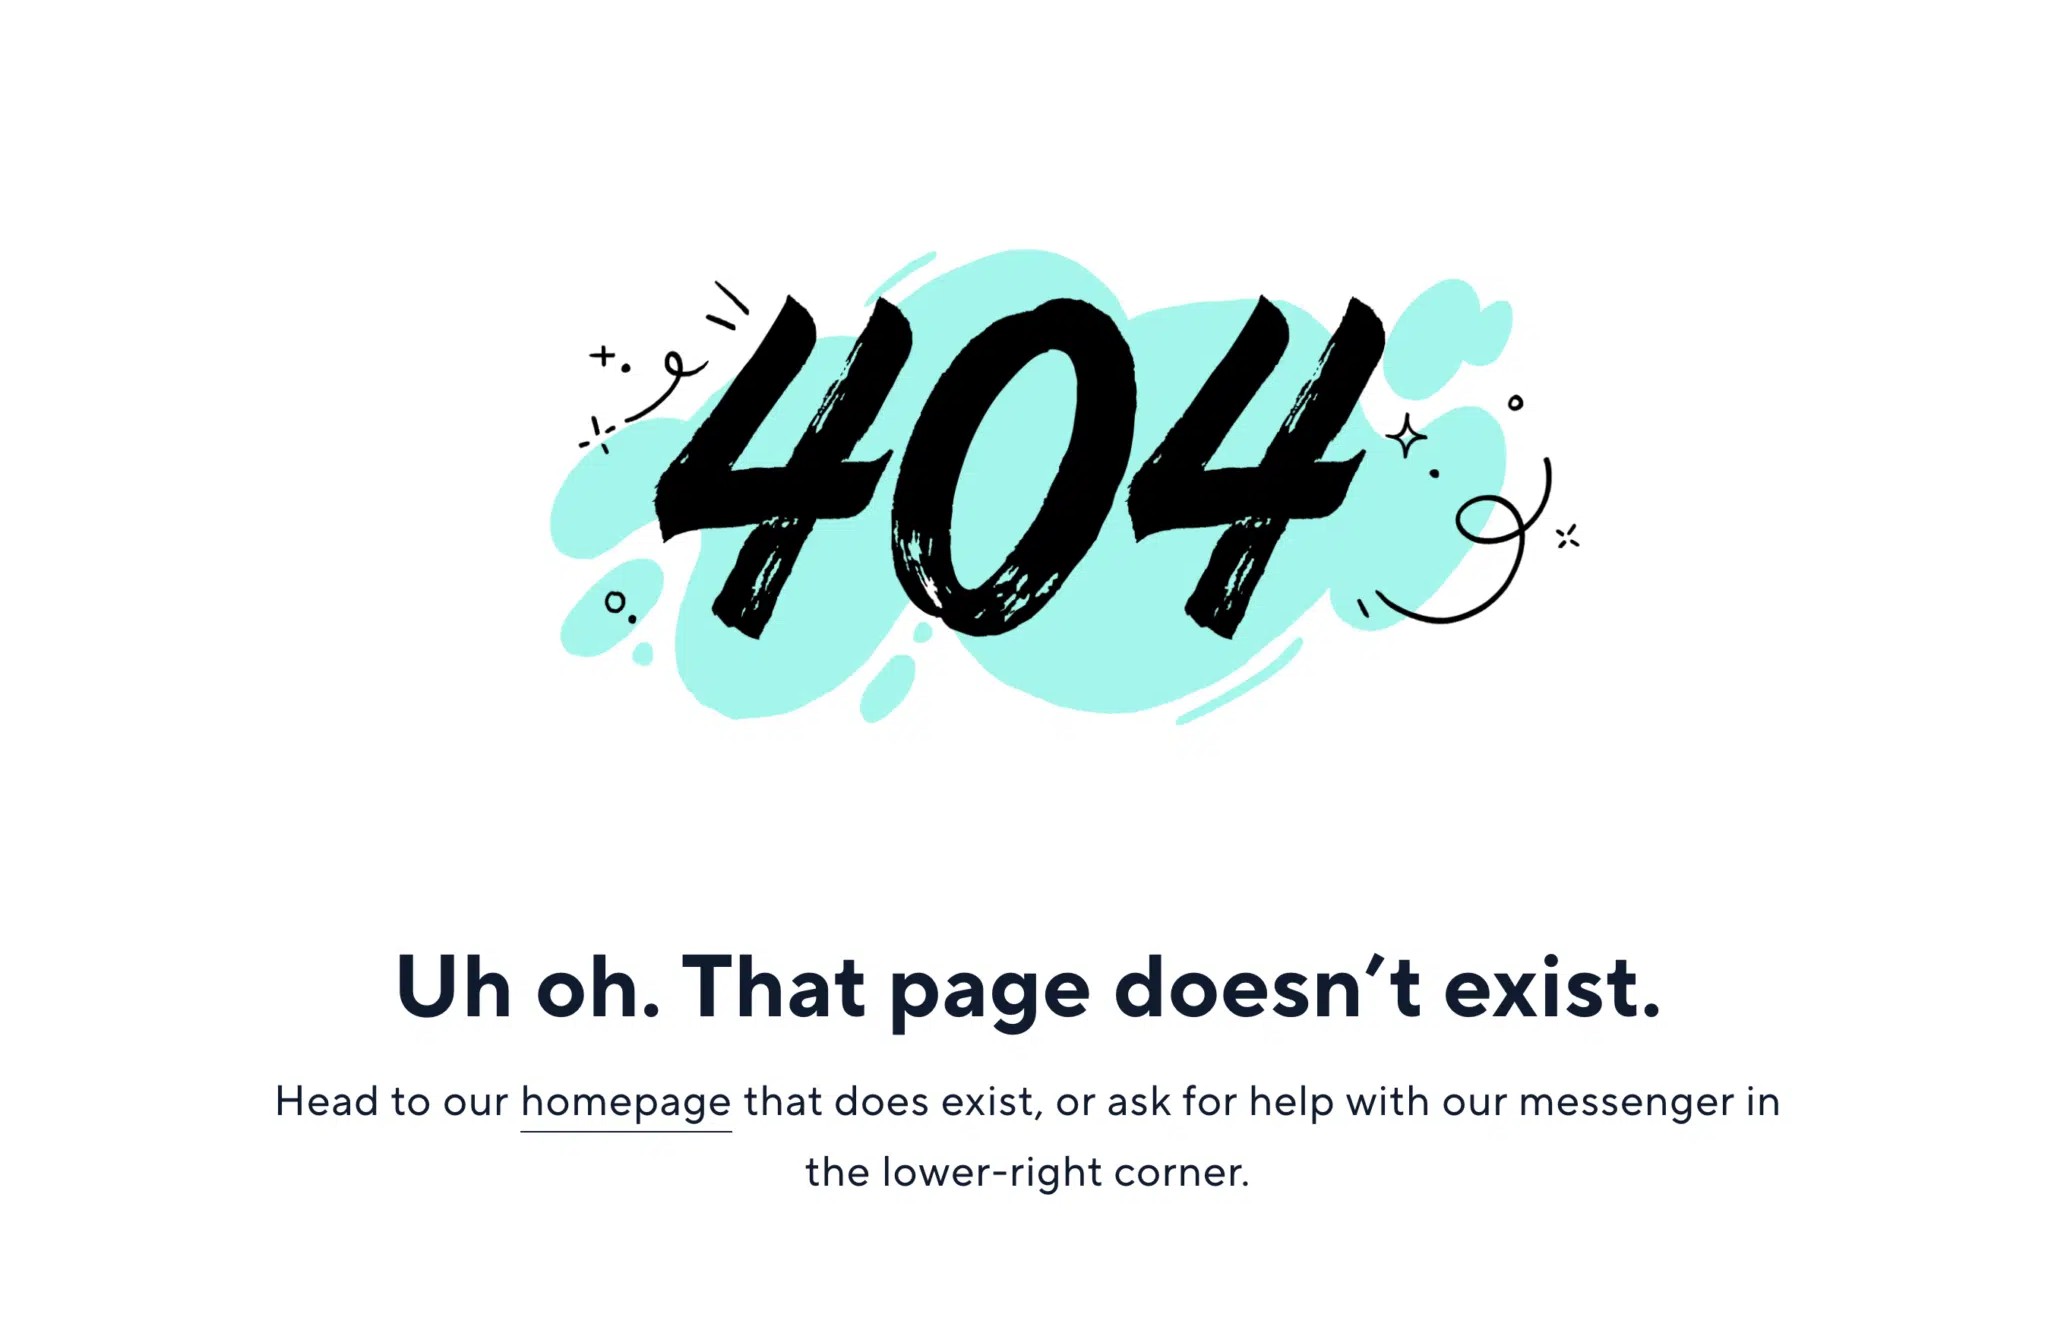 404
Uh oh. That page doesn’t exist.
Head to our homepage that does exist, or ask for help with our messenger in
the lower-right corner.